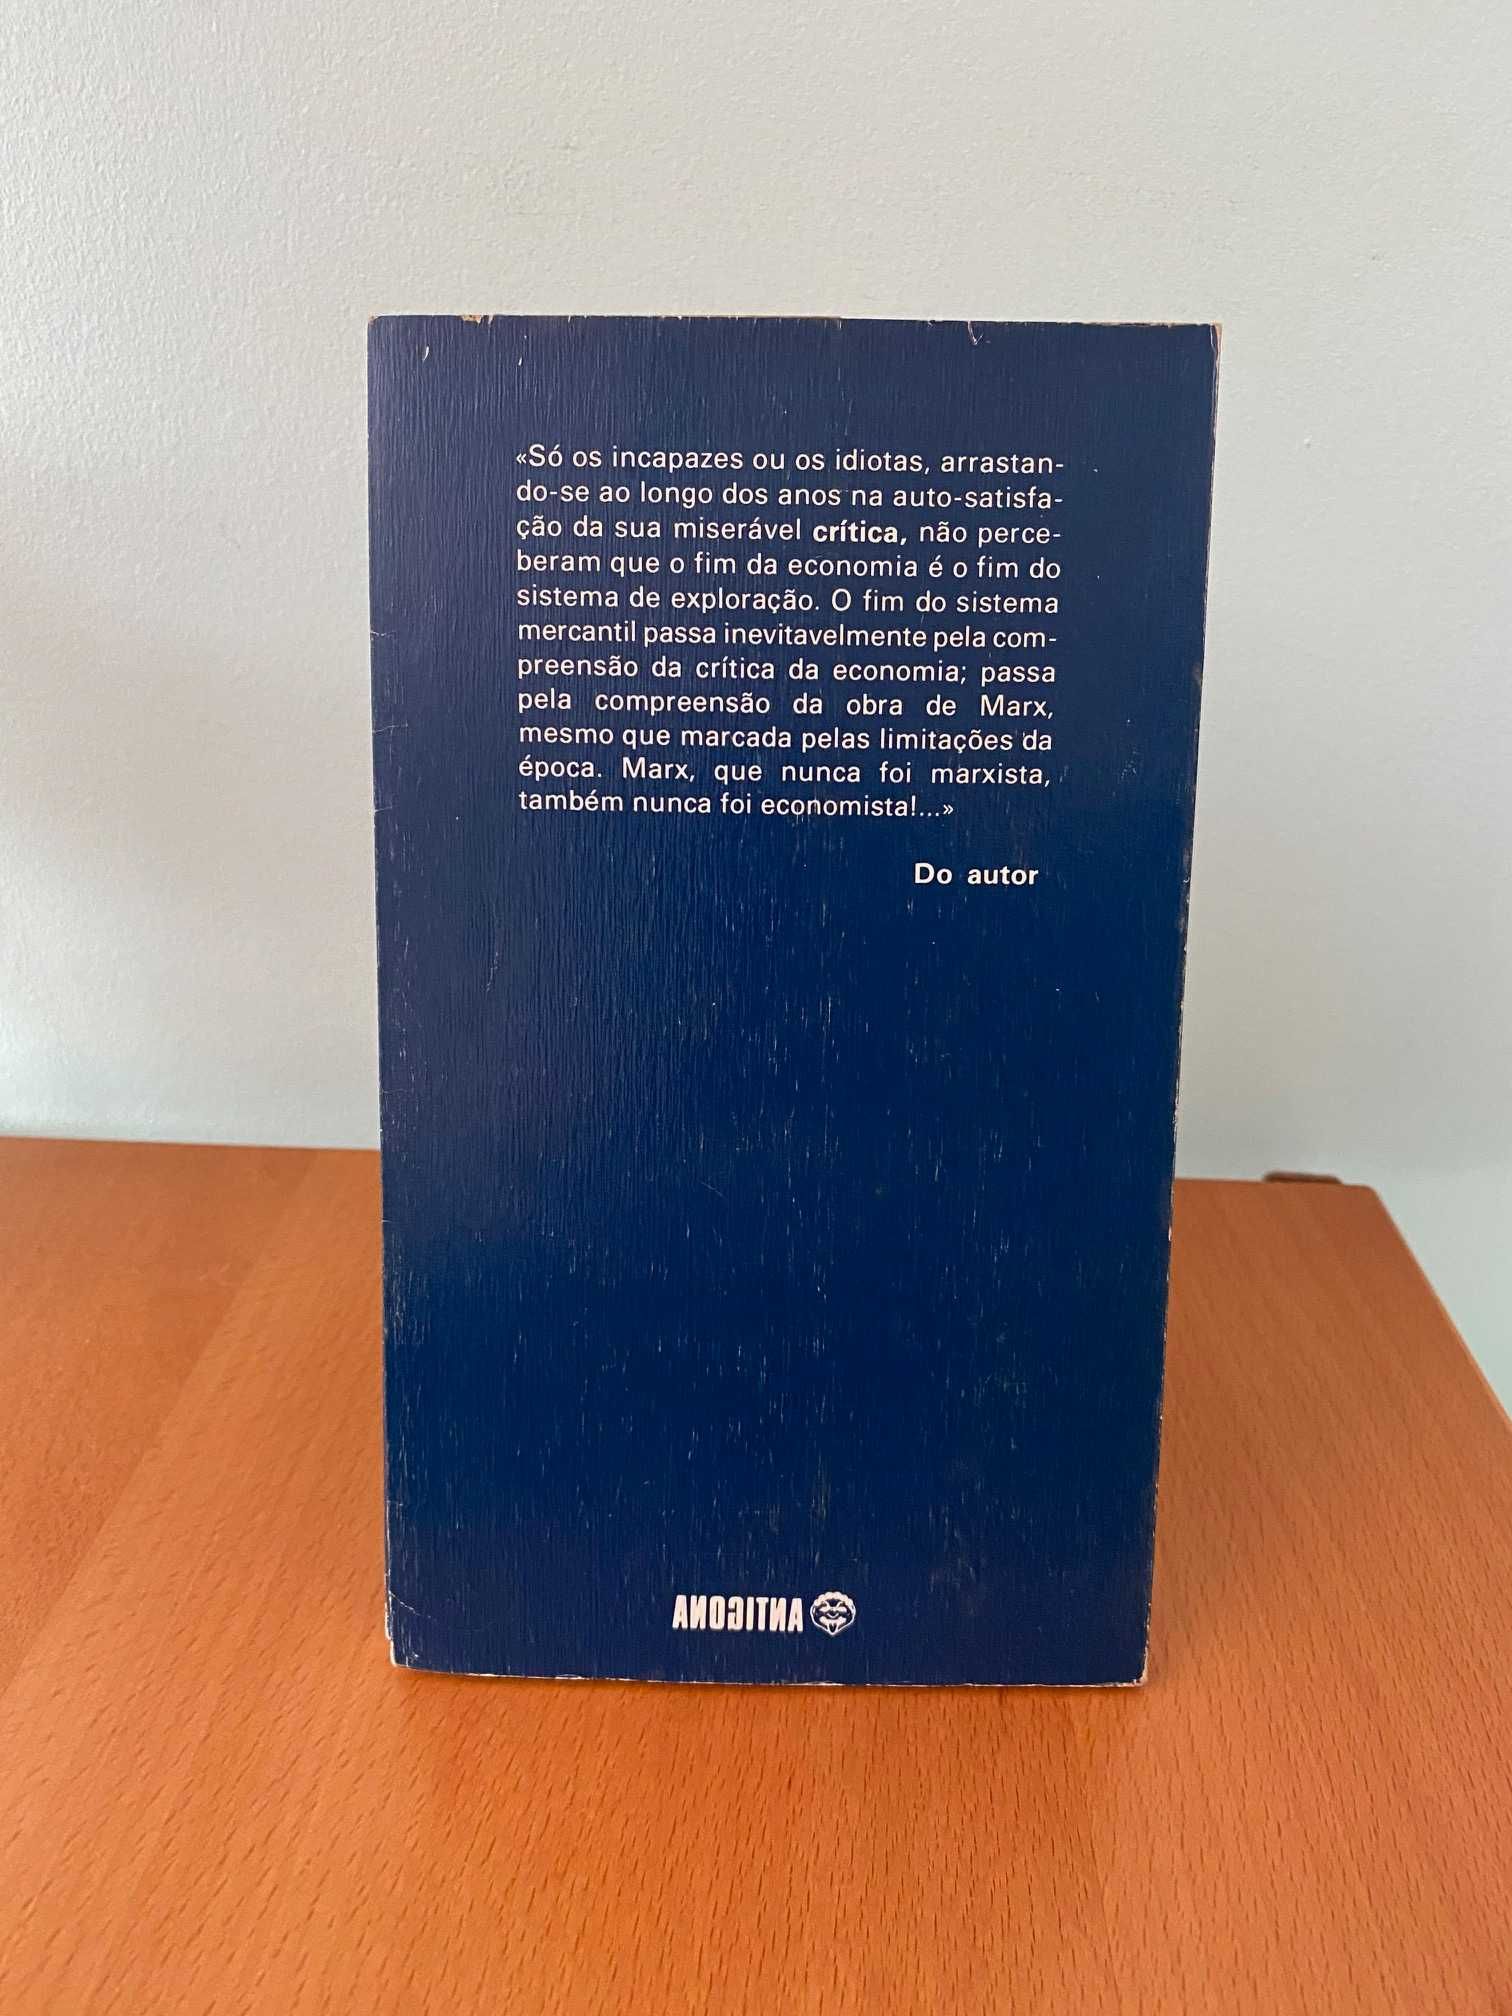 «Só os incapazes ou os idiotas, arrastan-
do-se ao longo dos anos na auto-satisfa-
ção da sua miserável crítica, não perce-
beram que o fim da economia é o fim do
sistema de exploração. O fim do sistema
mercantil passa inevitavelmente pela com-
preensão da crítica da economia; passa
pela compreensão da obra de Marx,
mesmo que marcada pelas limitações da
época. Marx, que nunca foi marxista,
também nunca foi economista!...»
Do autor
ANTIGONA